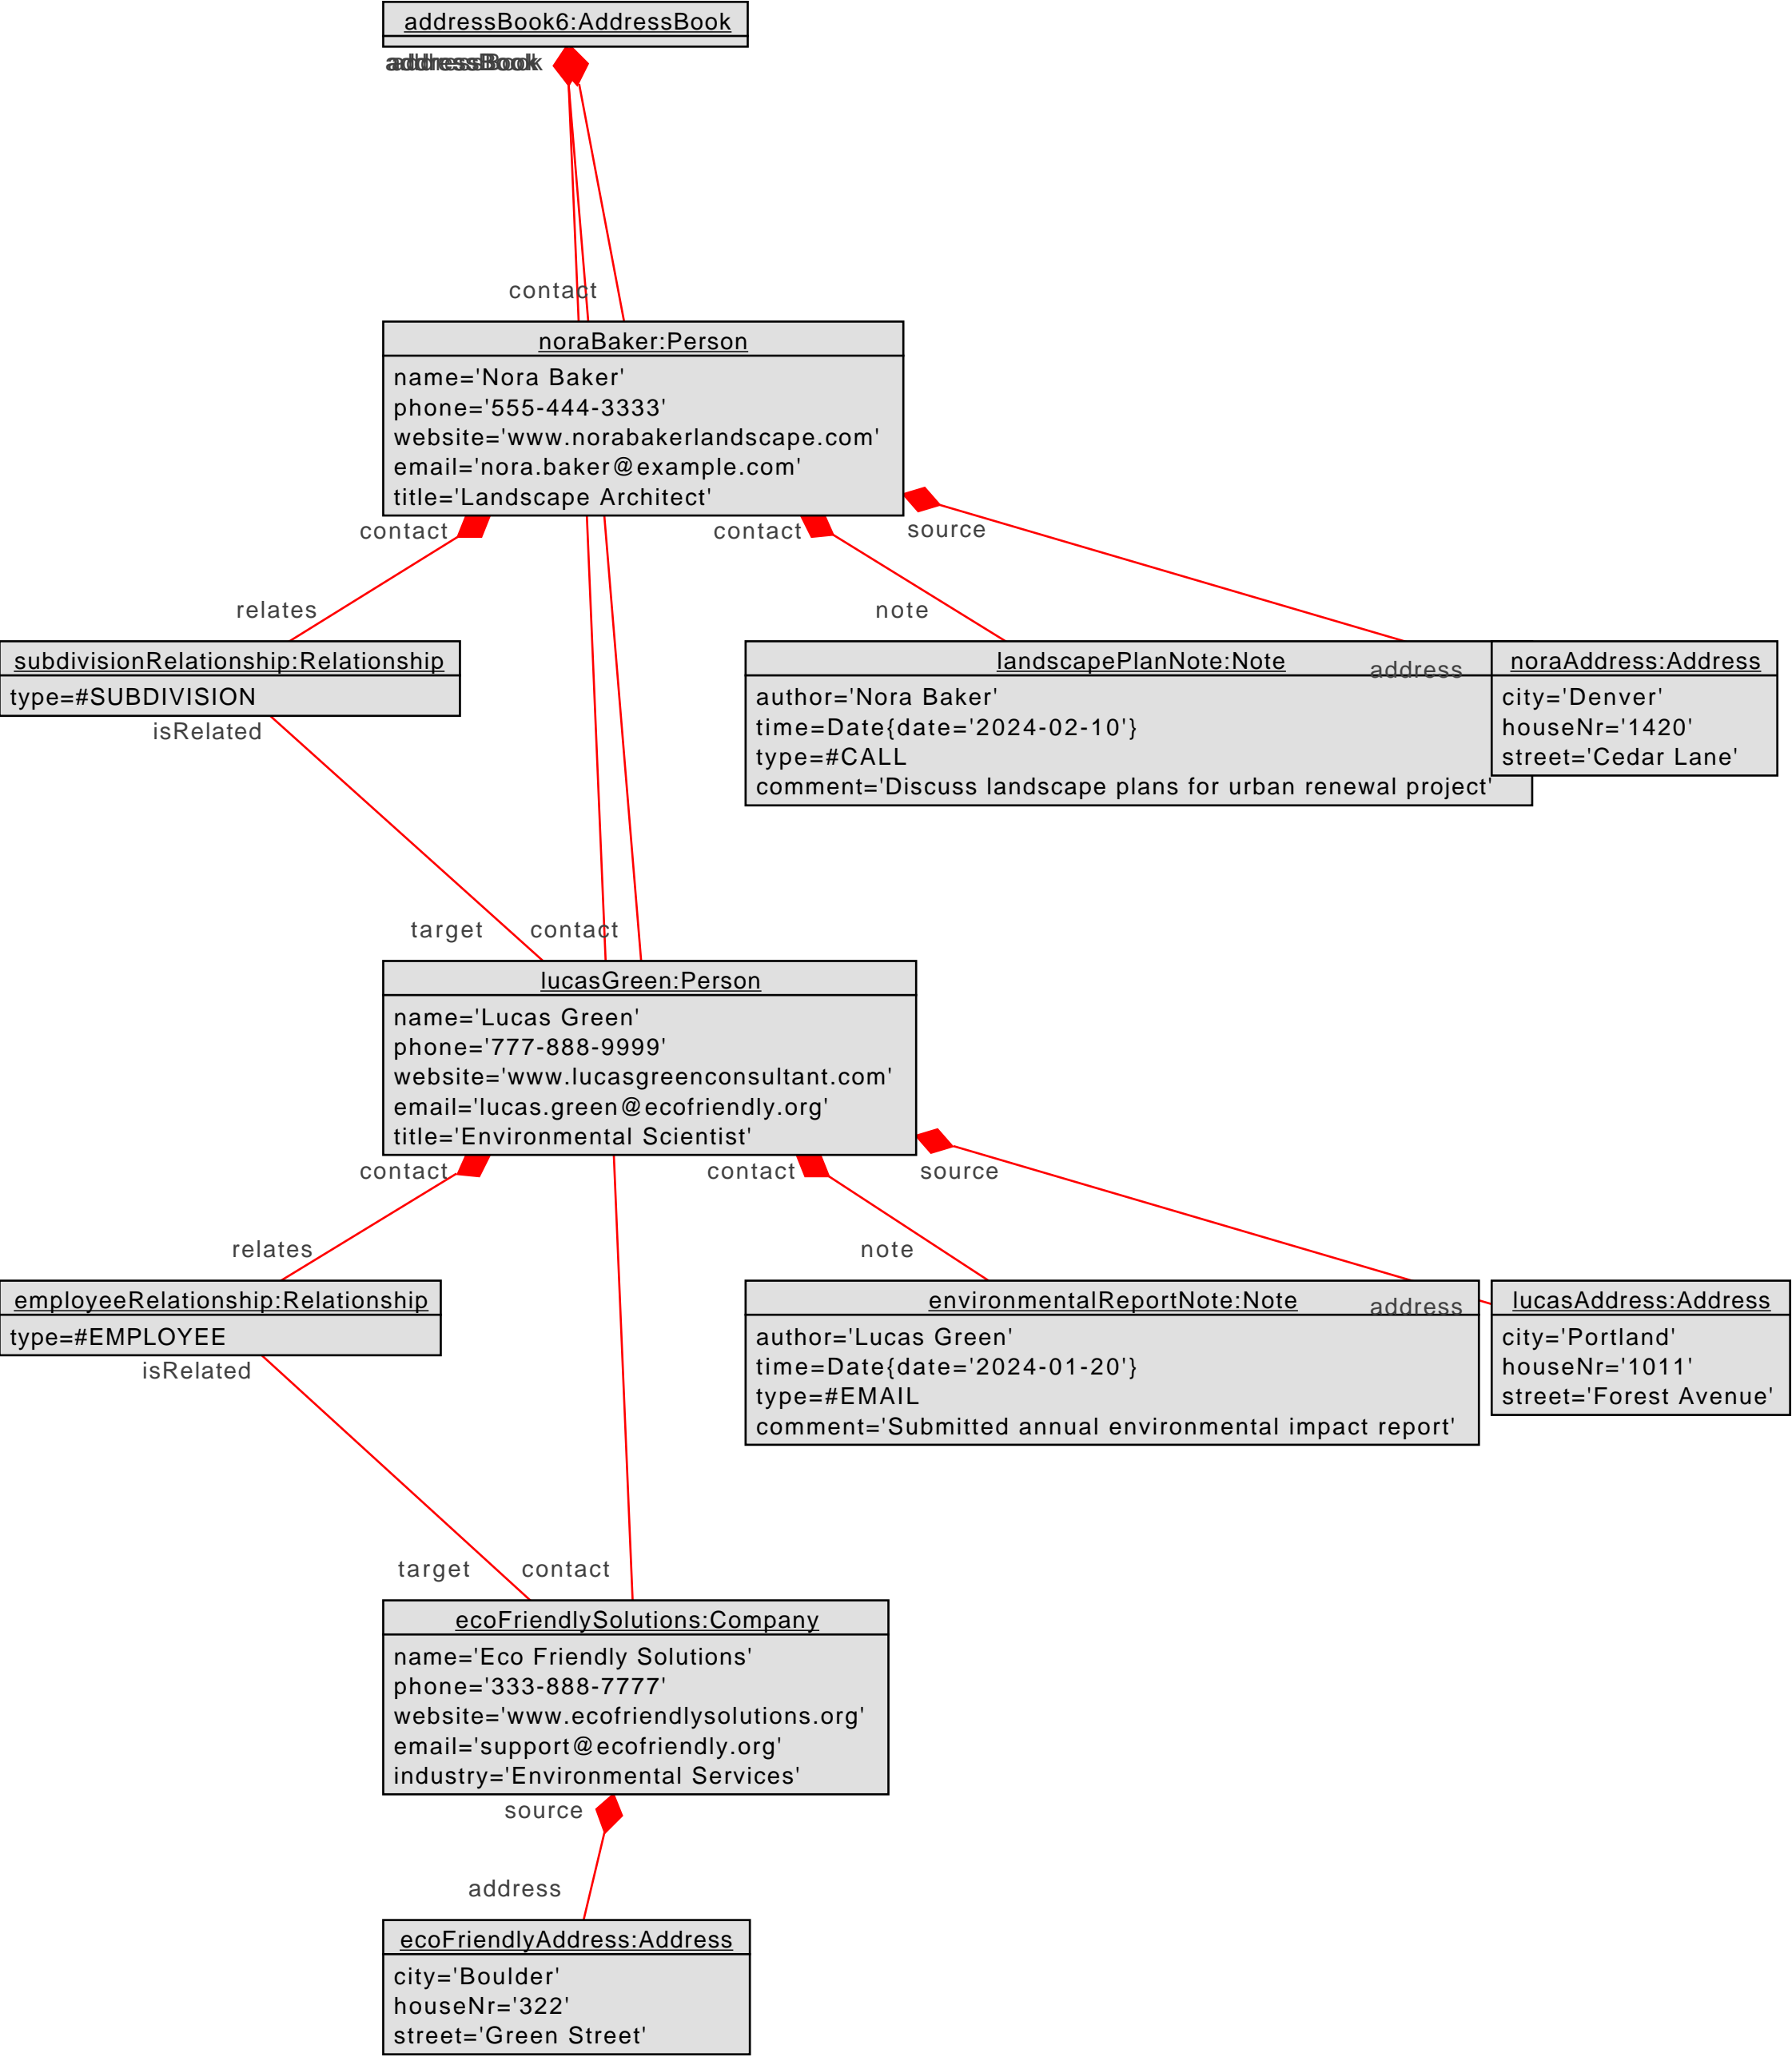 addressBook6:AddressBook
addressBook
contact
noraBaker:Person
name='Nora Baker'
phone='555-444-3333'
website='www.norabakerlandscape.com'
email='nora.baker@example.com'
title='Landscape Architect'
contact
contact
source
relates
note
subdivisionRelationship:Relationship
type=#SUBDIVISION
isRelated
landscapePlanNote:Note
author='Nora Baker'
time=Date{date='2024-02-10'}
type=#CALL
comment='Discuss landscape plans for urban renewal project'
address
noraAddress:Address
city='Denver'
houseNr='1420'
street='Cedar Lane'
target
contact
lucasGreen:Person
name='Lucas Green'
phone='777-888-9999'
website='www.lucasgreenconsultant.com'
email='lucas.green@ecofriendly.org'
title='Environmental Scientist'
contact
contact
source
relates
note
employeeRelationship:Relationship
type=#EMPLOYEE
isRelated
environmentalReportNote:Note
author='Lucas Green'
time=Date{date='2024-01-20'}
type=#EMAIL
comment='Submitted annual environmental impact report'
address
lucasAddress:Address
city='Portland'
houseNr='1011'
street='Forest Avenue'
target
contact
ecoFriendlySolutions:Company
name='Eco Friendly Solutions'
phone='333-888-7777'
website='www.ecofriendlysolutions.org'
email='support@ecofriendly.org'
industry='Environmental Services'
source
address
ecoFriendlyAddress:Address
city='Boulder'
houseNr='322'
street='Green Street'